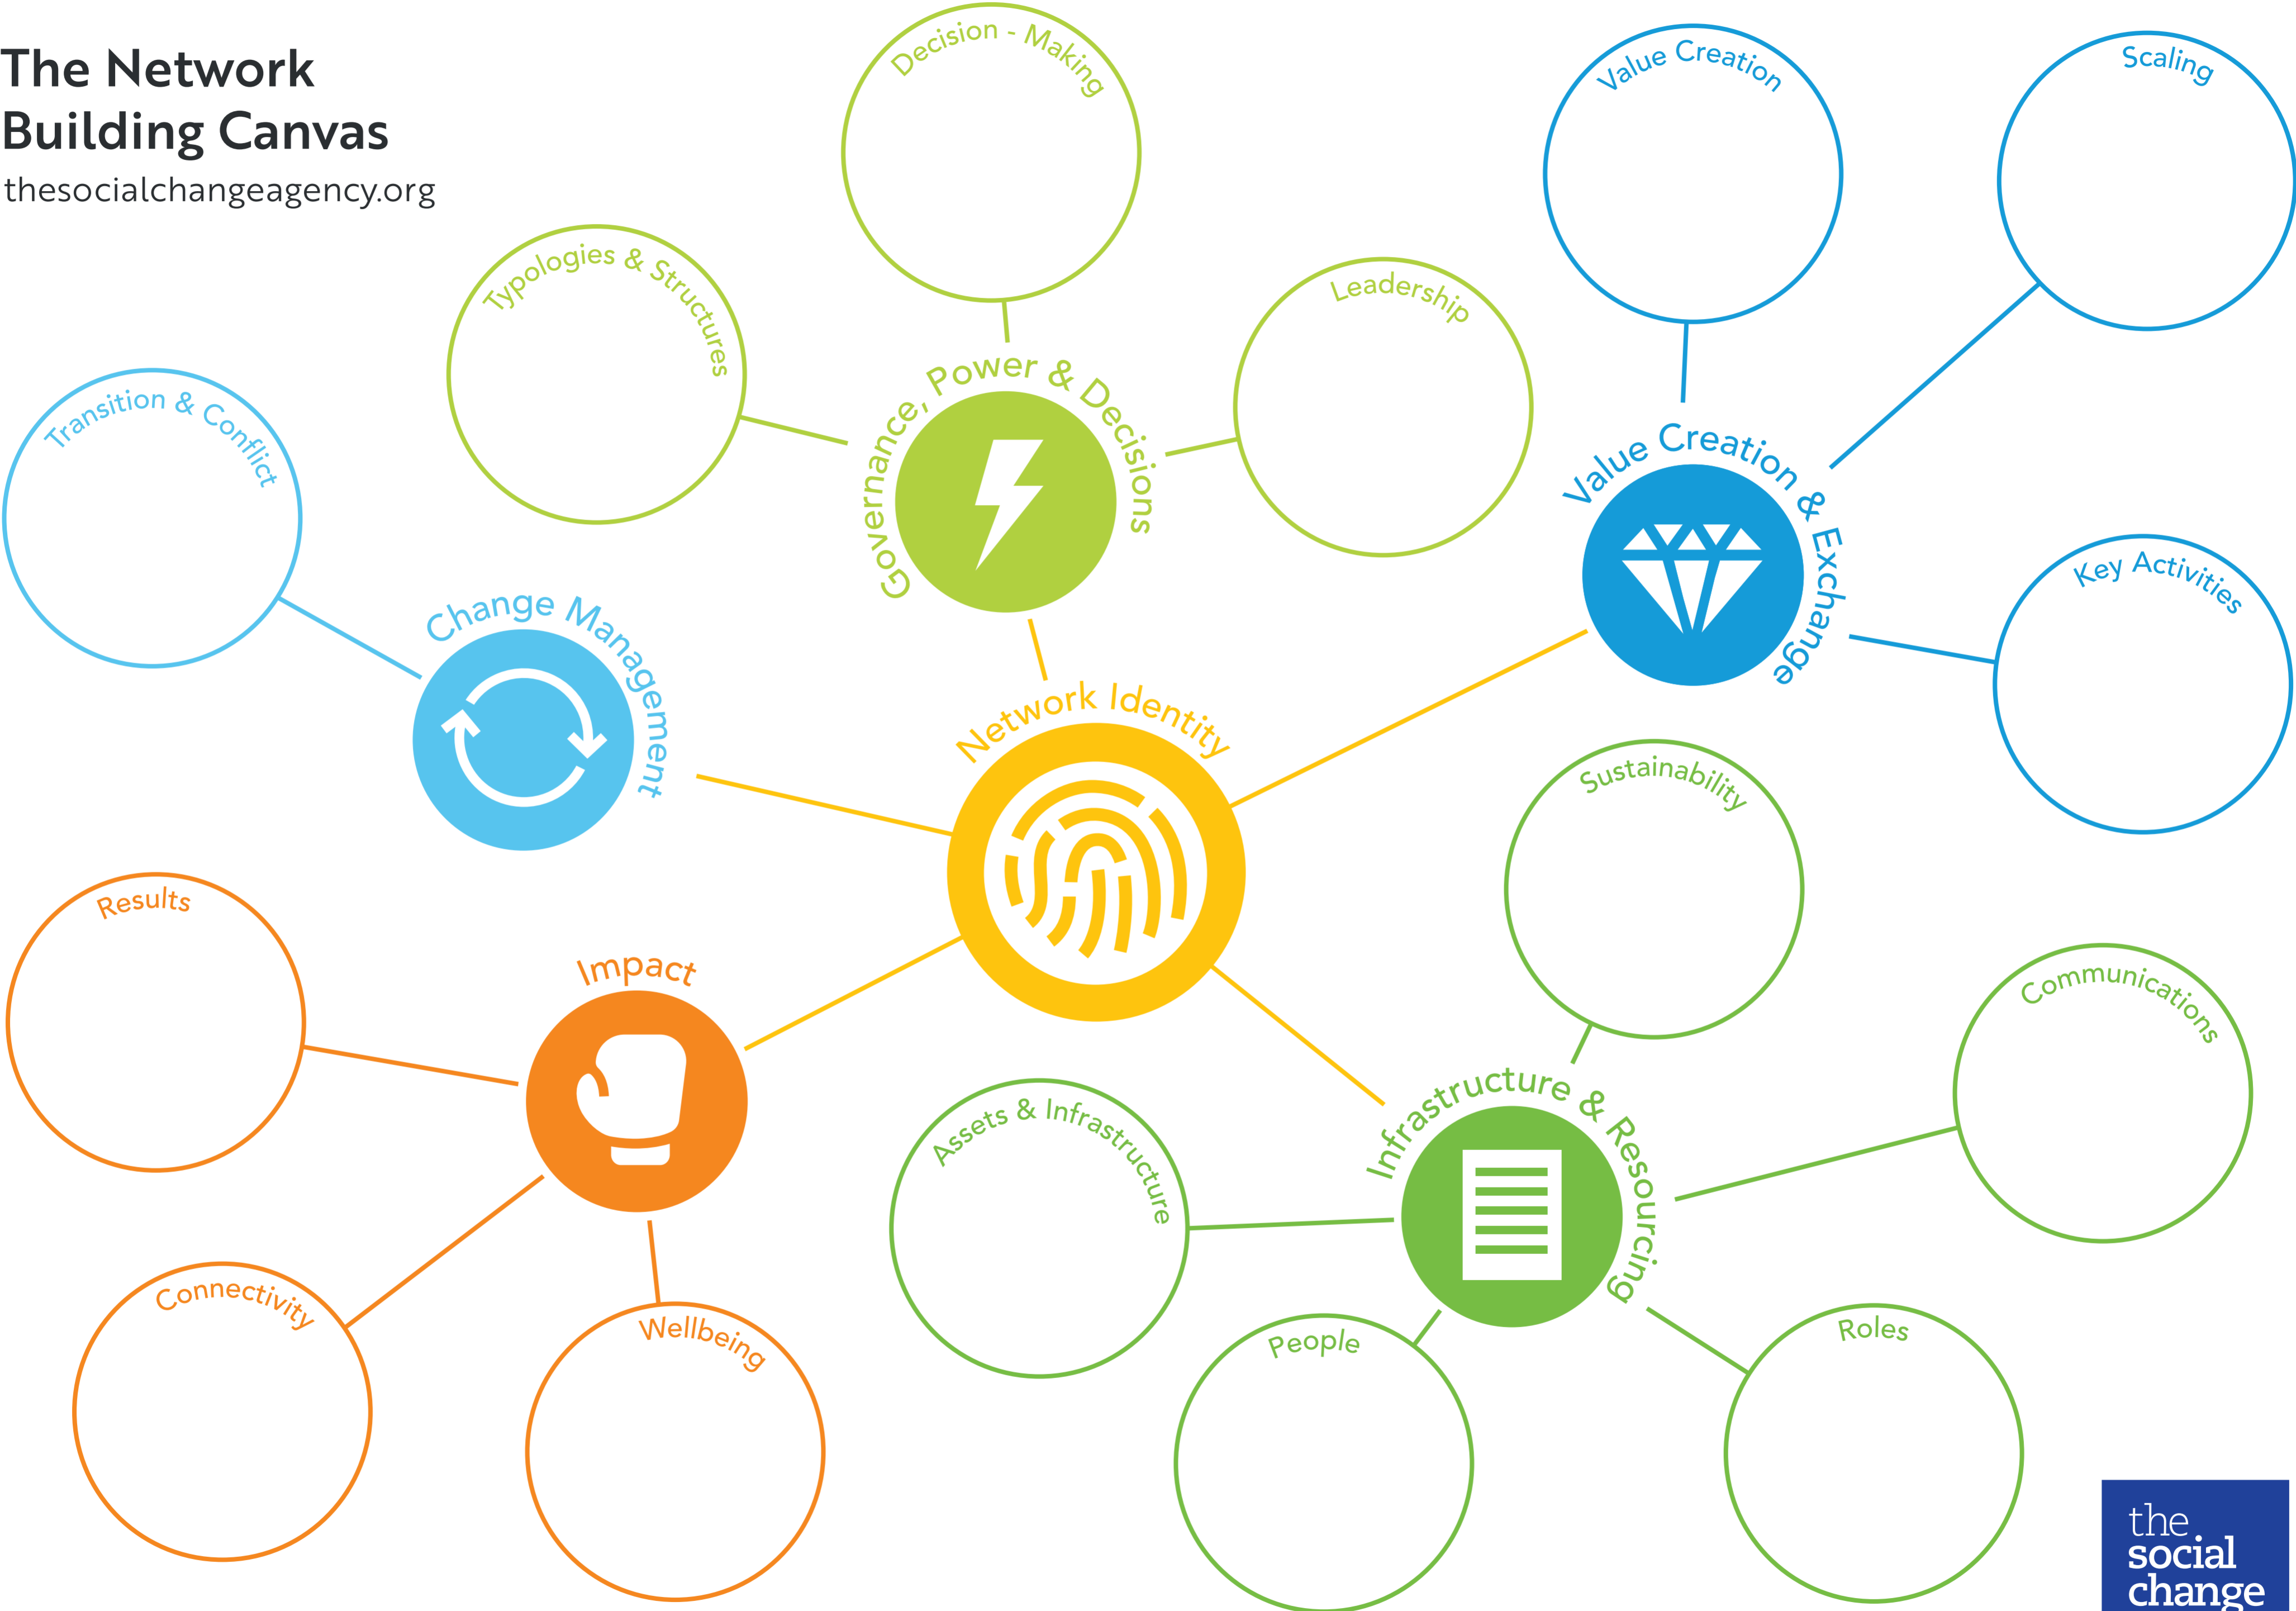 The Network
Building Canvas
thesocialchangeagency.org
Decision - Making
Typologies & Structures
Leadership
Governance, Power & Decisions
Value Creation
Scaling
Value Creation & Exchange
Key Activities
Transition & Conflict
Change Management
Network Identity
Results
Impact
Connectivity
Wellbeing
Sustainability
Communications
Infrastructure & Resourcing
Assets & Infrastructure
People
Roles
the
social
change